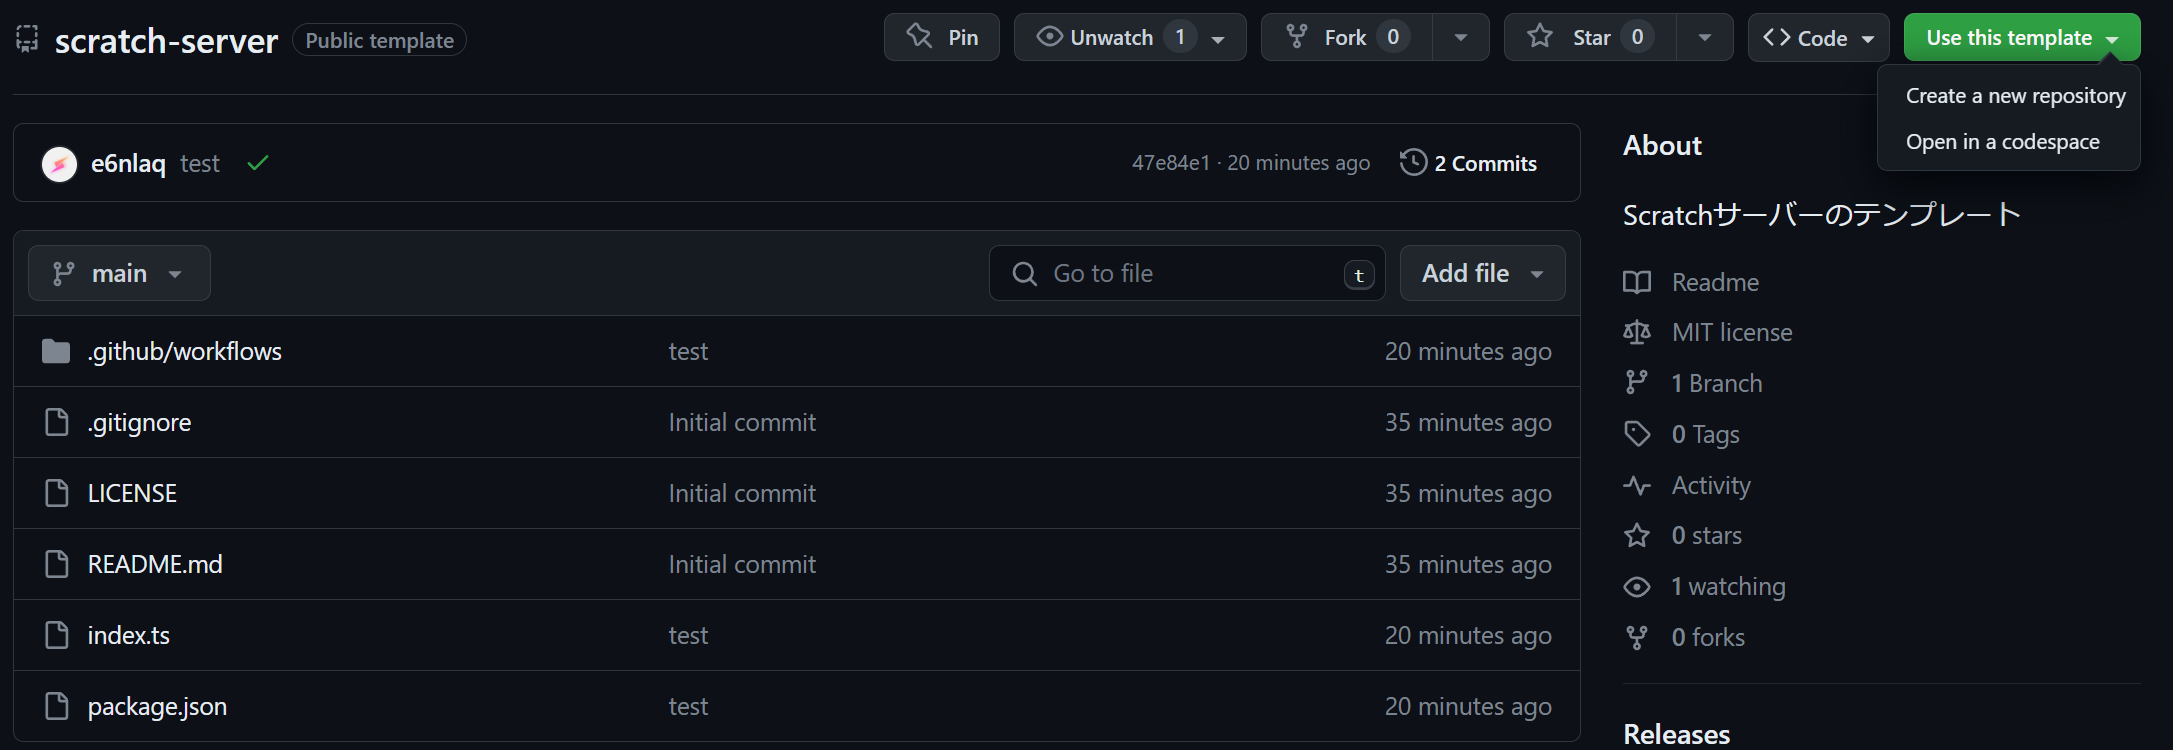 scratch-server Public template Pin Unwatch 1 Fork 0 Star 0 Code Use this template
Create a new repository
Open in a codespace
e6nlaq test 47e84e1 · 20 minutes ago 2 Commits
main Go to file t Add file
.github/workflows test 20 minutes ago
.gitignore Initial commit 35 minutes ago
LICENSE Initial commit 35 minutes ago
README.md Initial commit 35 minutes ago
index.ts test 20 minutes ago
package.json test 20 minutes ago
About
Scratchサーバーのテンプレート
Readme
MIT license
1 Branch
0 Tags
Activity
0 stars
1 watching
0 forks
Releases